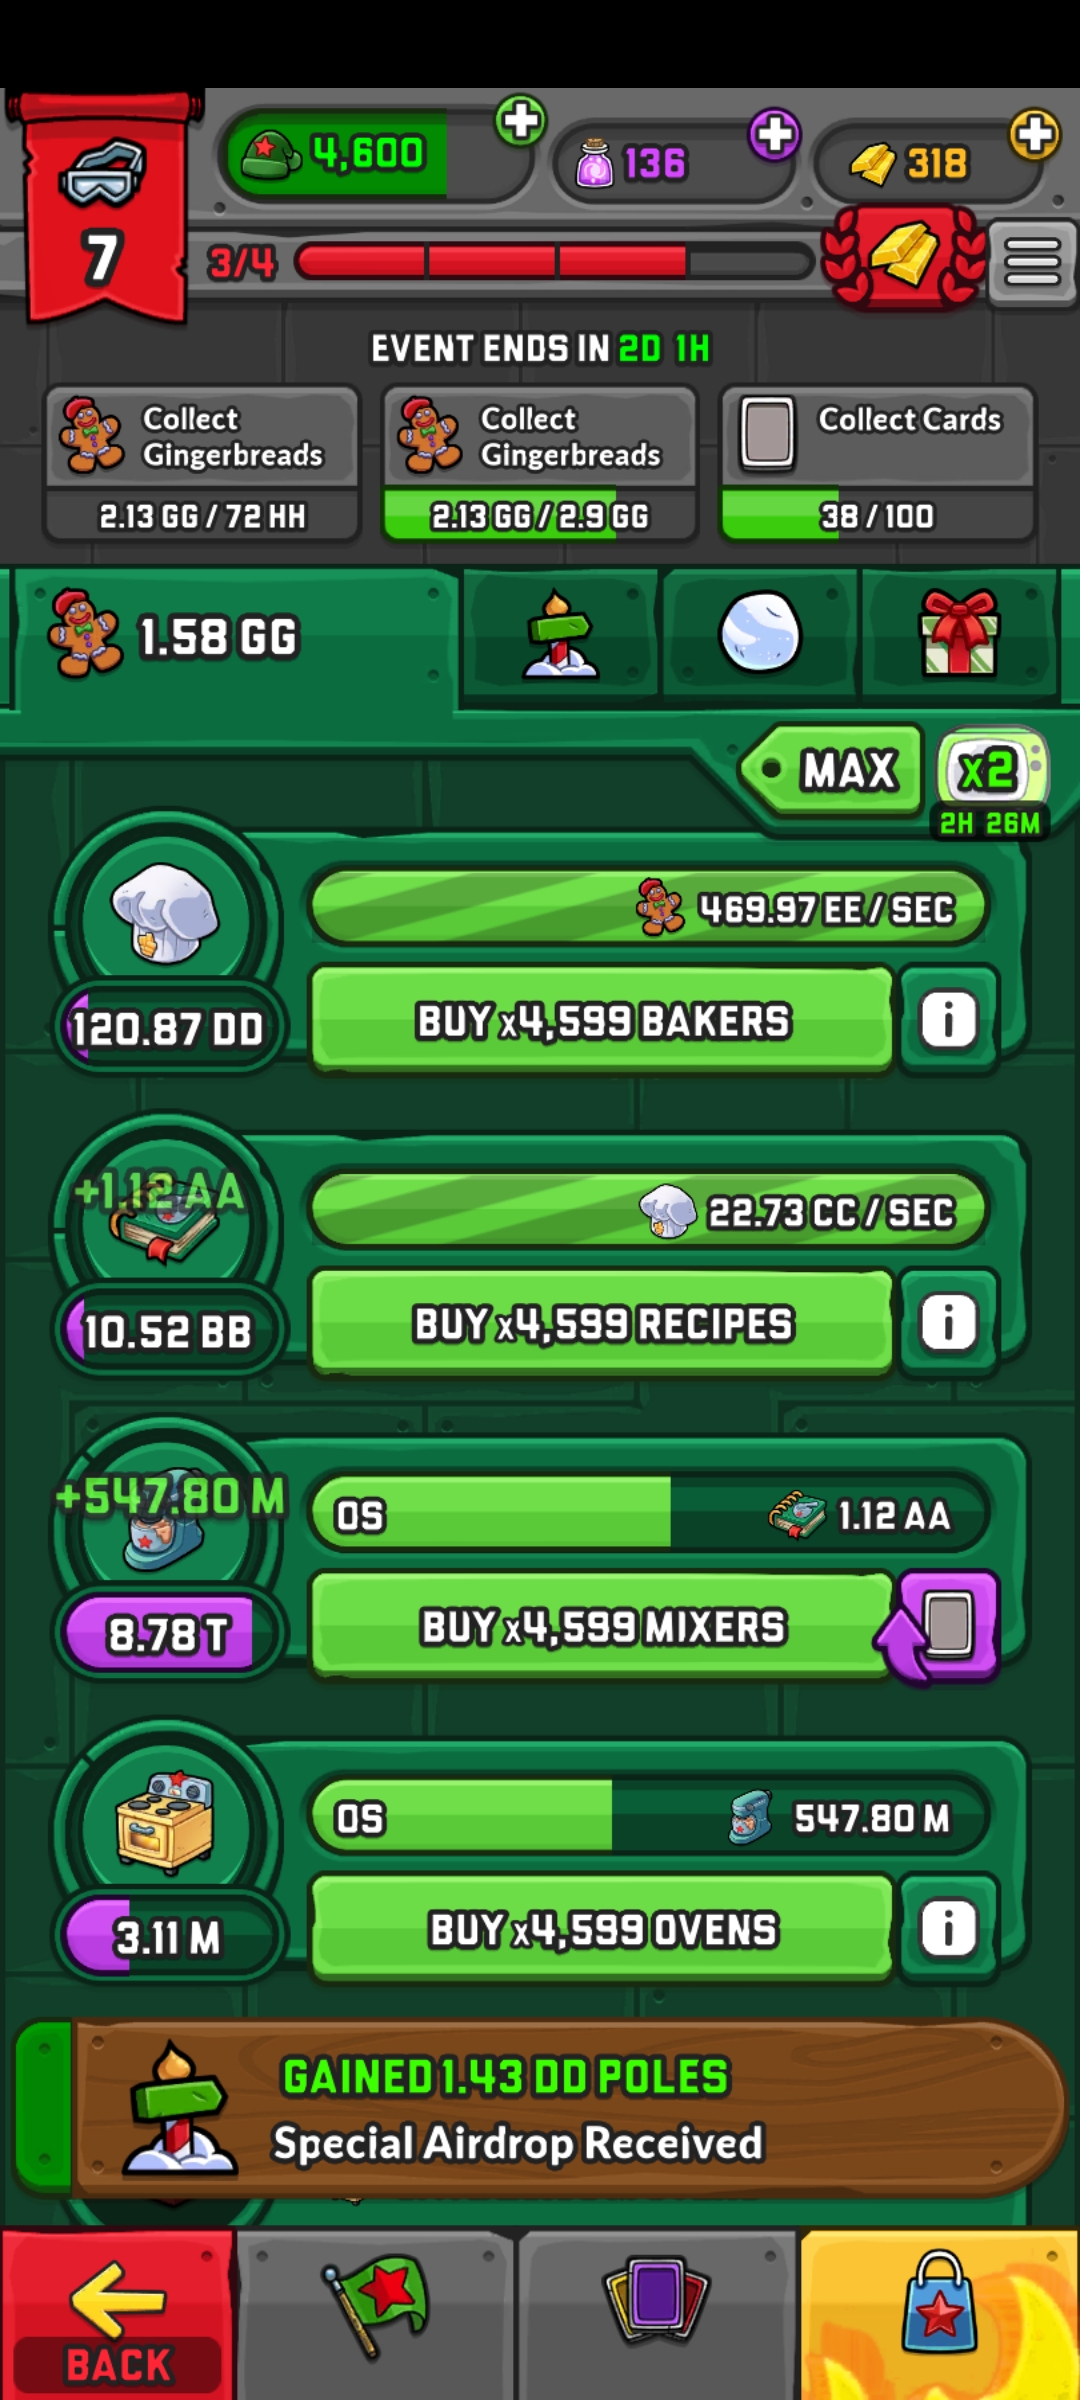 4,600
136
318
7
3/4
EVENT ENDS IN 2D 1H
Collect
Gingerbreads
2.13 GG / 72 HH
Collect
Gingerbreads
2.13 GG / 2.9 GG
Collect Cards
38 / 100
1.58 GG
MAX
x2
2H 26M
469.97 EE / SEC
120.87 DD
BUY x4,599 BAKERS
i
+1.12 AA
22.73 CC / SEC
10.52 BB
BUY x4,599 RECIPES
i
+547.80 M
0S
1.12 AA
8.78 T
BUY x4,599 MIXERS
0S
547.80 M
3.11 M
BUY x4,599 OVENS
i
GAINED 1.43 DD POLES
Special Airdrop Received
BACK